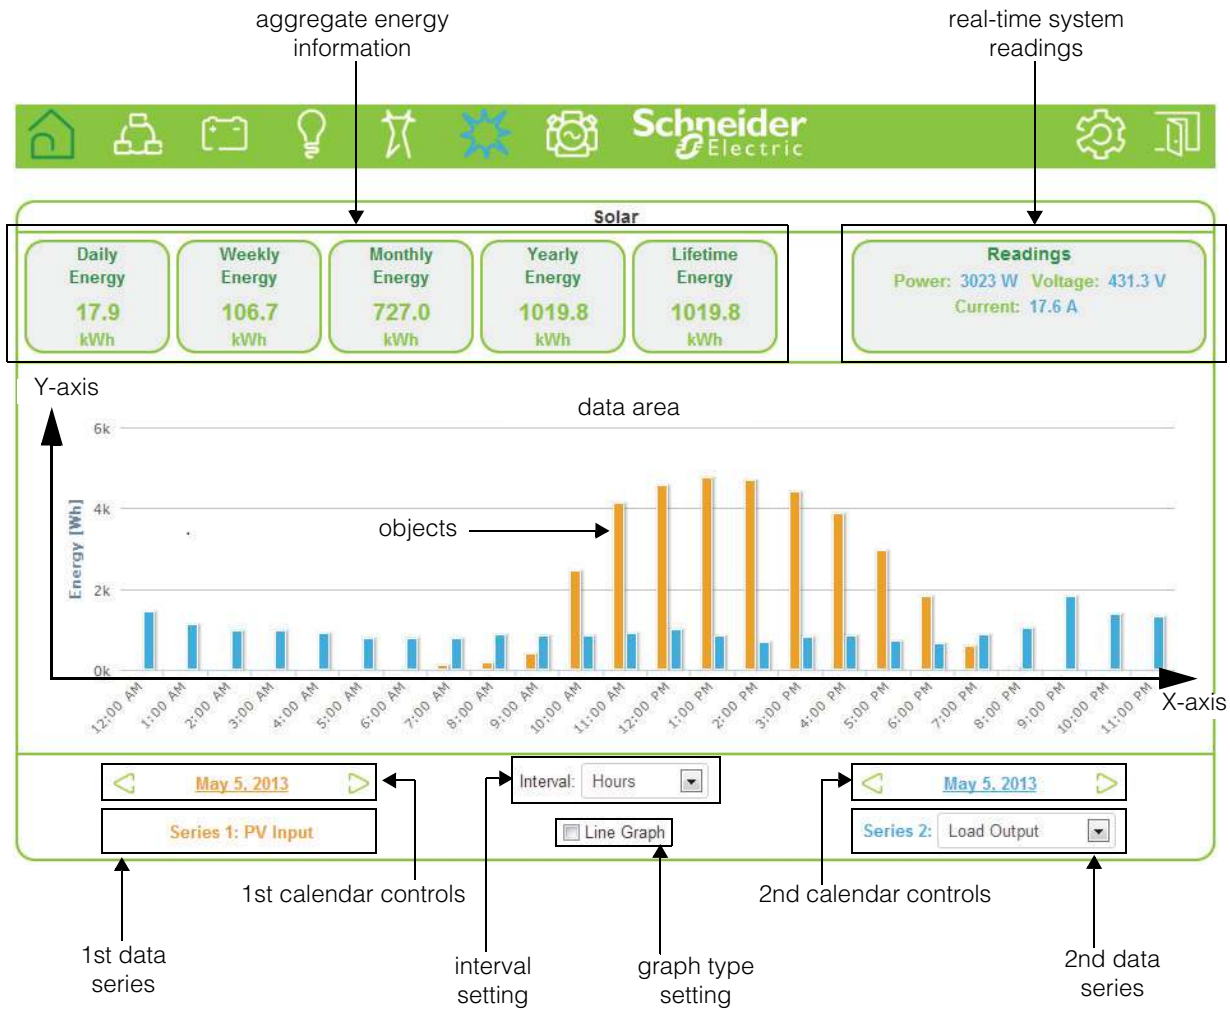 aggregate energy
information
real-time system
readings
Schneider
Electric
Solar
Daily
Energy
17.9
kWh
Weekly
Energy
106.7
kWh
Monthly
Energy
727.0
kWh
Yearly
Energy
1019.8
kWh
Lifetime
Energy
1019.8
kWh
Readings
Power: 3023 W Voltage: 431.3 V
Current: 17.6 A
Y-axis
data area
6k
4k
2k
0k
Energy [Wh]
objects
12:00 AM
1:00 AM
2:00 AM
3:00 AM
4:00 AM
5:00 AM
6:00 AM
7:00 AM
8:00 AM
9:00 AM
10:00 AM
11:00 AM
12:00 PM
1:00 PM
2:00 PM
3:00 PM
4:00 PM
5:00 PM
6:00 PM
7:00 PM
8:00 PM
9:00 PM
10:00 PM
11:00 PM
X-axis
May 5, 2013
Interval: Hours
May 5, 2013
Series 1: PV Input
Line Graph
Series 2: Load Output
1st calendar controls
2nd calendar controls
1st data
series
interval
setting
graph type
setting
2nd data
series